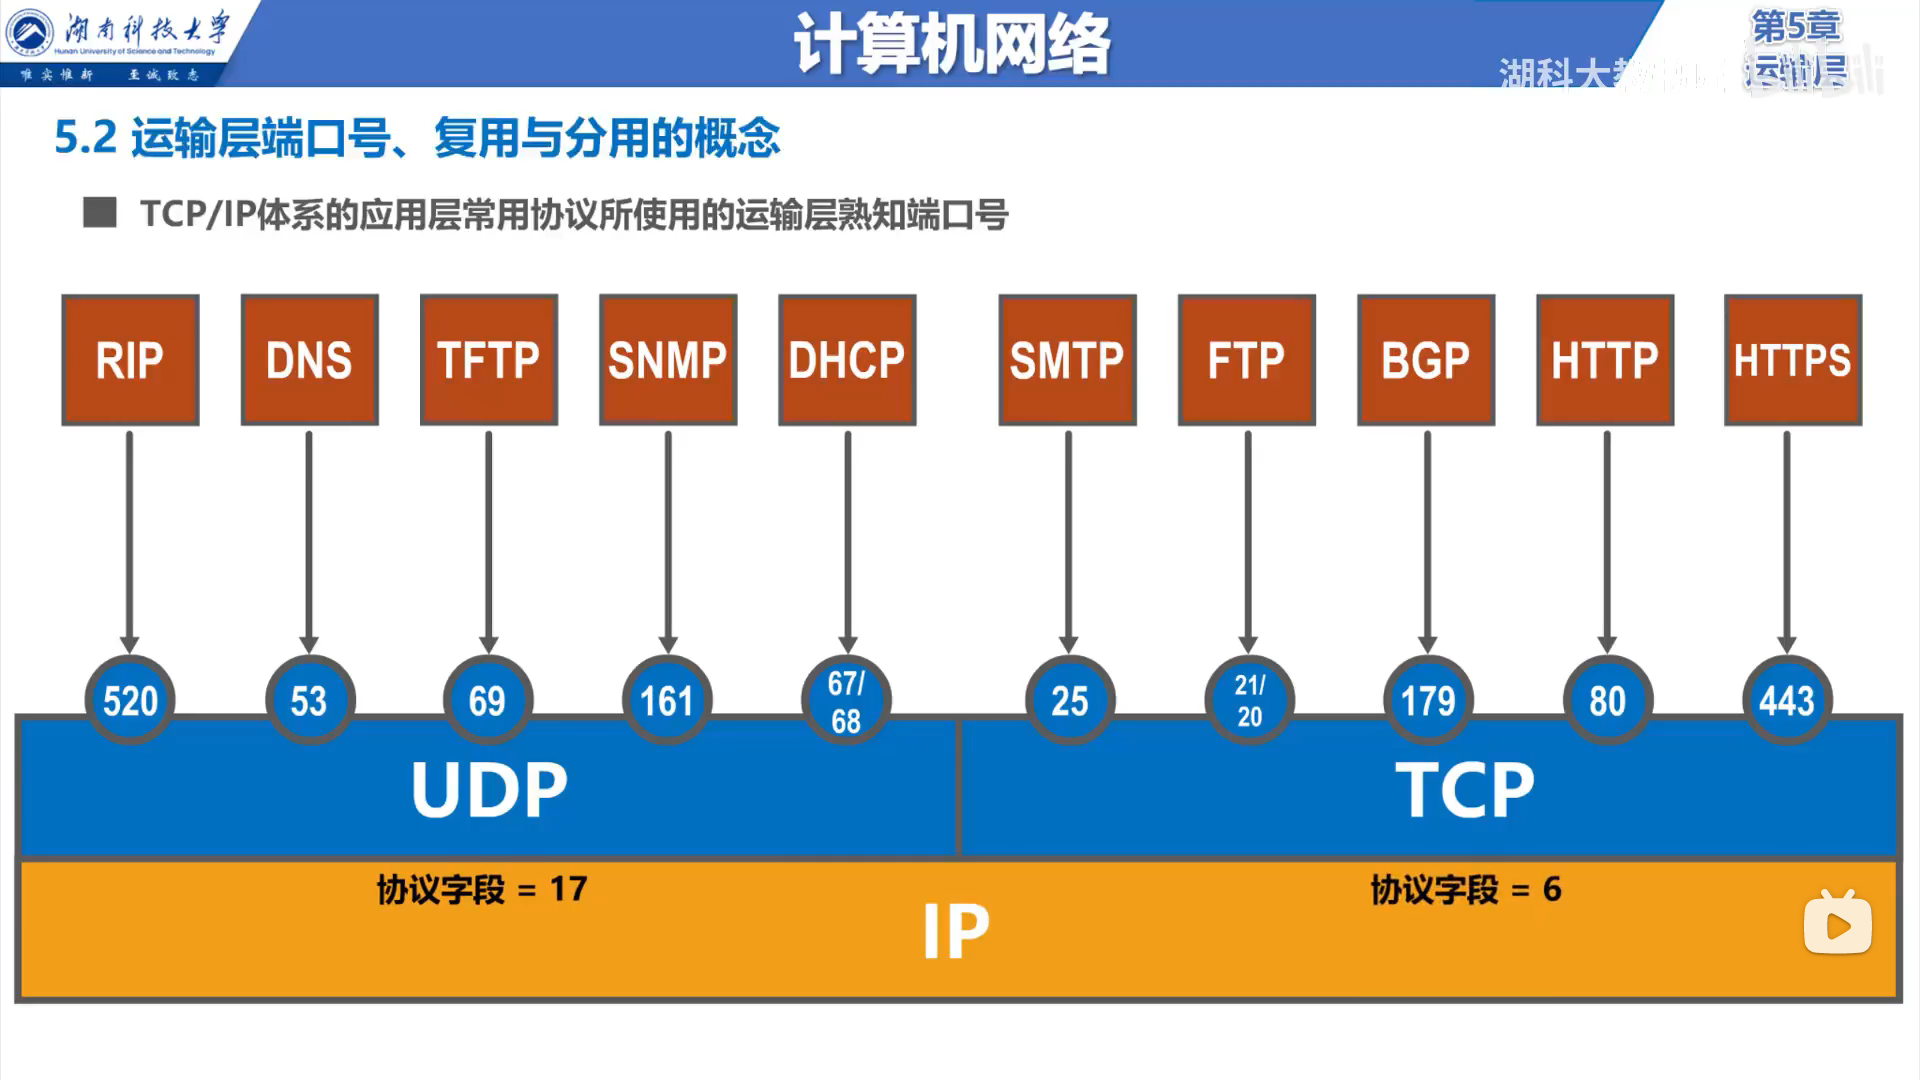 湖南科技大学
Hunan University of Science and Technology
唯实惟新 至诚致志
计算机网络
第5章
运输层
湖科大教
5.2 运输层端口号、复用与分用的概念
TCP/IP体系的应用层常用协议所使用的运输层熟知端口号
RIP DNS TFTP SNMP DHCP SMTP FTP BGP HTTP HTTPS
520 53 69 161 67/68 25 21/20 179 80 443
UDP TCP
协议字段 = 17 协议字段 = 6
IP